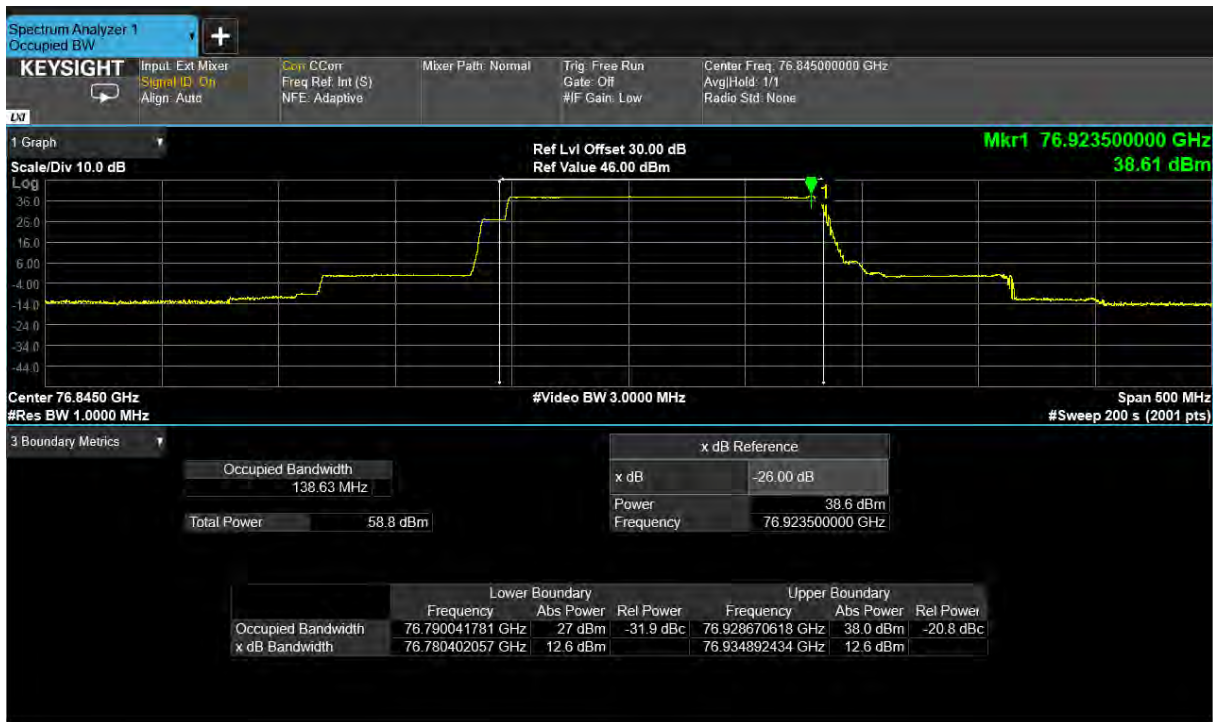 Spectrum Analyzer 1
Occupied BW
+
KEYSIGHT
Input: Ext Mixer
Signal ID: On
Align: Auto
Corr CCorr
Freq Ref: Int (S)
NFE: Adaptive
Mixer Path: Normal
Trig: Free Run
Gate: Off
#IF Gain: Low
Center Freq: 76.845000000 GHz
Avg|Hold: 1/1
Radio Std: None
LXI
1 Graph
Scale/Div 10.0 dB
Ref Lvl Offset 30.00 dB
Ref Value 46.00 dBm
Mkr1 76.923500000 GHz
38.61 dBm
Log
36.0
26.0
16.0
6.00
-4.00
-14.0
-24.0
-34.0
-44.0
1
Center 76.8450 GHz
#Video BW 3.0000 MHz
Span 500 MHz
#Res BW 1.0000 MHz
#Sweep 200 s (2001 pts)
3 Boundary Metrics
Occupied Bandwidth
138.63 MHz
Total Power 58.8 dBm
x dB Reference
x dB -26.00 dB
Power 38.6 dBm
Frequency 76.923500000 GHz
Lower Boundary Upper Boundary
Frequency Abs Power Rel Power Frequency Abs Power Rel Power
Occupied Bandwidth 76.790041781 GHz 27 dBm -31.9 dBc 76.928670618 GHz 38.0 dBm -20.8 dBc
x dB Bandwidth 76.780402057 GHz 12.6 dBm 76.934892434 GHz 12.6 dBm